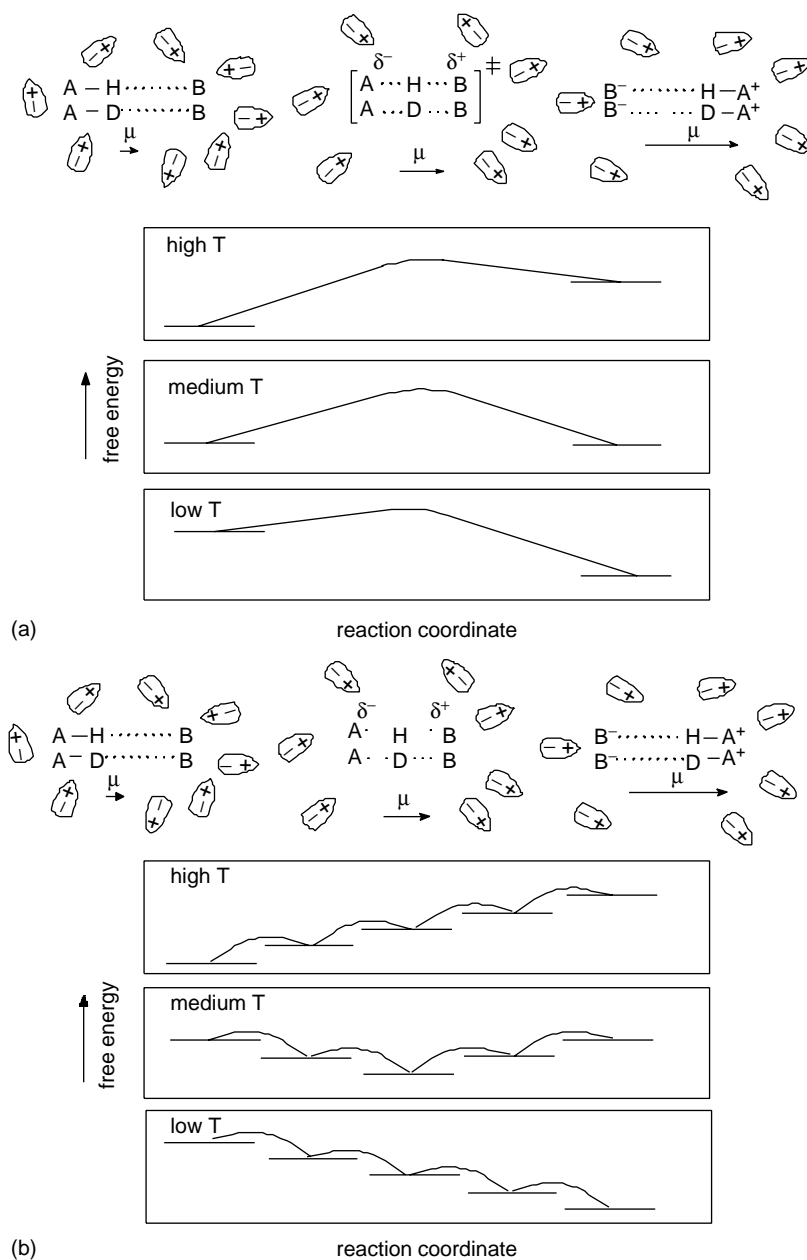 δ⁻ δ⁺ ‡
A — H ······· B
A — D ······· B
[A ···· H ···· B]
[A ···· D ··· B]
B⁻ ······· H — A⁺
B⁻ ·· ····· D — A⁺
μ
μ
μ
high T
medium T
low T
free energy
(a)
reaction coordinate
δ⁻ δ⁺
A — H ······· B
A — D ······· B
A · H · B
A · ·· D ··· · B
B⁻ ······· H — A⁺
B⁻ ······· D — A⁺
μ
μ
μ
high T
medium T
low T
free energy
(b)
reaction coordinate